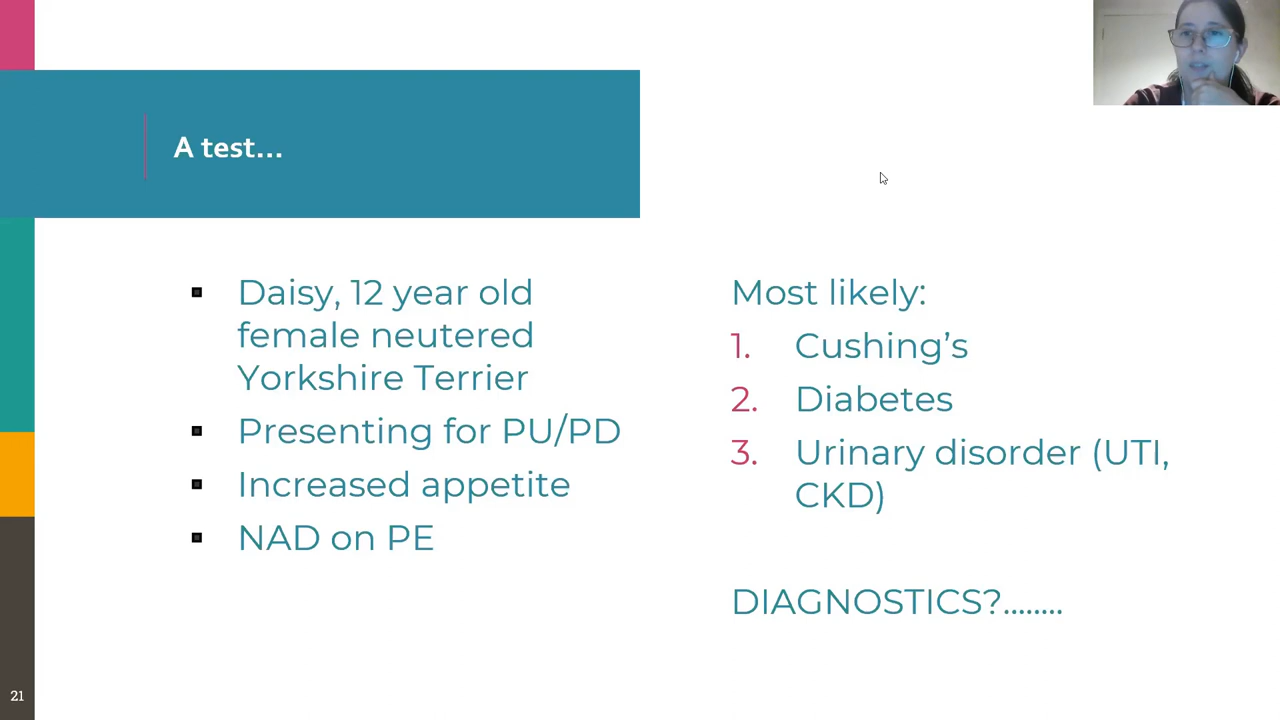 A test...
Daisy, 12 year old
female neutered
Yorkshire Terrier
Presenting for PU/PD
Increased appetite
NAD on PE
Most likely:
1. Cushing's
2. Diabetes
3. Urinary disorder (UTI,
CKD)
DIAGNOSTICS?........
21